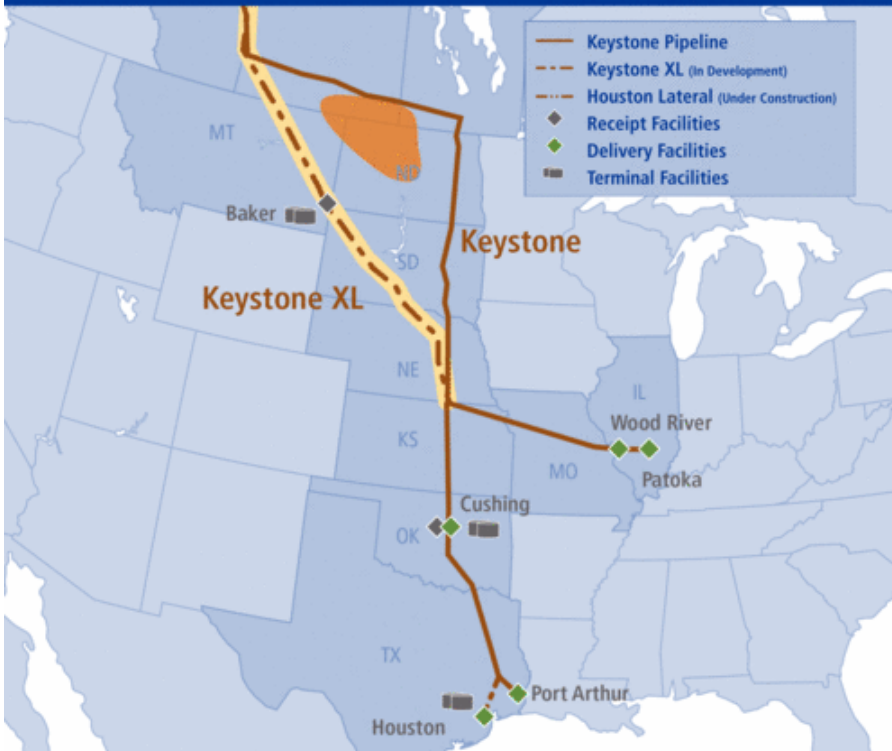 Keystone Pipeline
Keystone XL (In Development)
Houston Lateral (Under Construction)
Receipt Facilities
Delivery Facilities
Terminal Facilities
MT
ND
Baker
Keystone
SD
Keystone XL
NE
IL
Wood River
KS
MO
Patoka
Cushing
OK
TX
Port Arthur
Houston